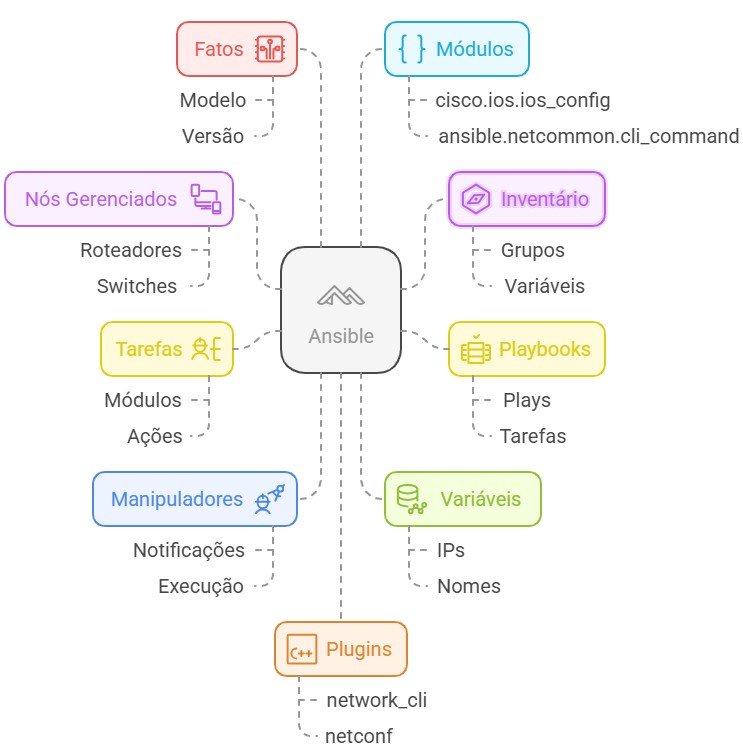 Fatos
Modelo
Versão
Módulos
cisco.ios.ios_config
ansible.netcommon.cli_command
Nós Gerenciados
Roteadores
Switches
Inventário
Grupos
Variáveis
Ansible
Tarefas
Módulos
Ações
Playbooks
Plays
Tarefas
Manipuladores
Notificações
Execução
Variáveis
IPs
Nomes
C++
Plugins
network_cli
netconf